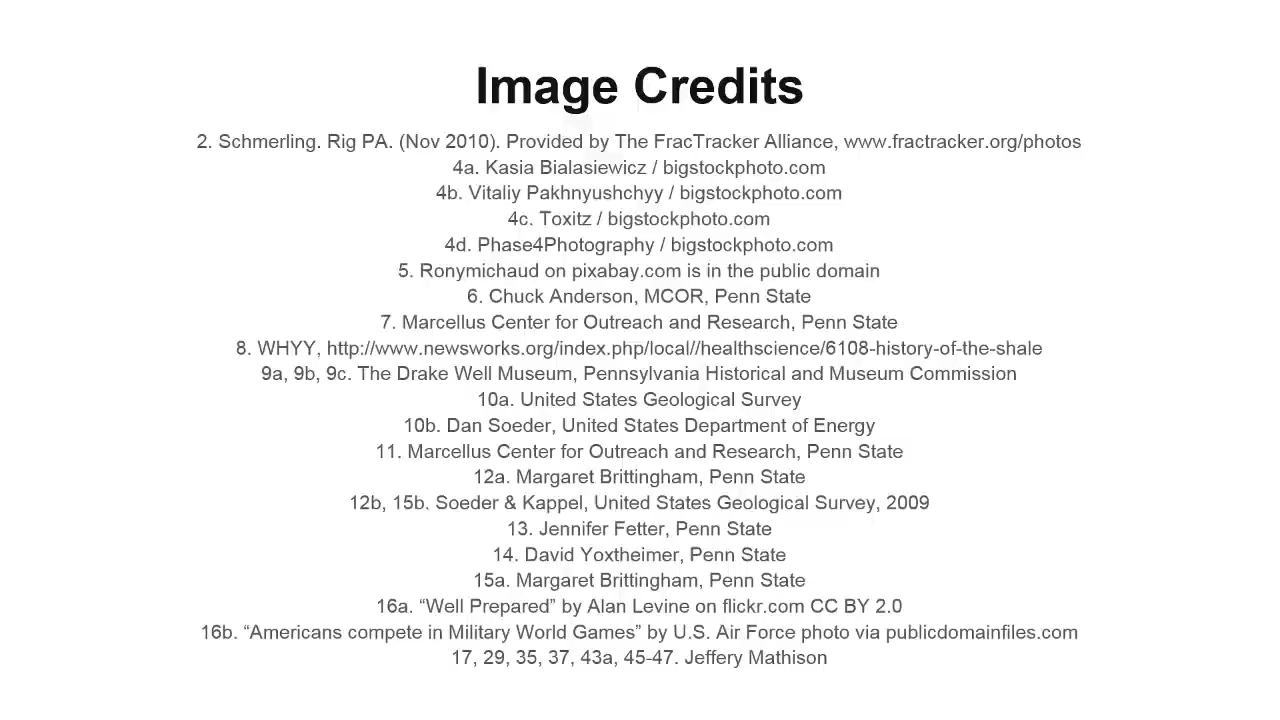 Image Credits
2. Schmerling. Rig PA. (Nov 2010). Provided by The FracTracker Alliance, www.fractracker.org/photos
4a. Kasia Bialasiewicz / bigstockphoto.com
4b. Vitaliy Pakhnyushchyy / bigstockphoto.com
4c. Toxitz / bigstockphoto.com
4d. Phase4Photography / bigstockphoto.com
5. Ronymichaud on pixabay.com is in the public domain
6. Chuck Anderson, MCOR, Penn State
7. Marcellus Center for Outreach and Research, Penn State
8. WHYY, http://www.newsworks.org/index.php/local//healthscience/6108-history-of-the-shale
9a, 9b, 9c. The Drake Well Museum, Pennsylvania Historical and Museum Commission
10a. United States Geological Survey
10b. Dan Soeder, United States Department of Energy
11. Marcellus Center for Outreach and Research, Penn State
12a. Margaret Brittingham, Penn State
12b, 15b. Soeder & Kappel, United States Geological Survey, 2009
13. Jennifer Fetter, Penn State
14. David Yoxtheimer, Penn State
15a. Margaret Brittingham, Penn State
16a. “Well Prepared” by Alan Levine on flickr.com CC BY 2.0
16b. “Americans compete in Military World Games” by U.S. Air Force photo via publicdomainfiles.com
17, 29, 35, 37, 43a, 45-47. Jeffery Mathison